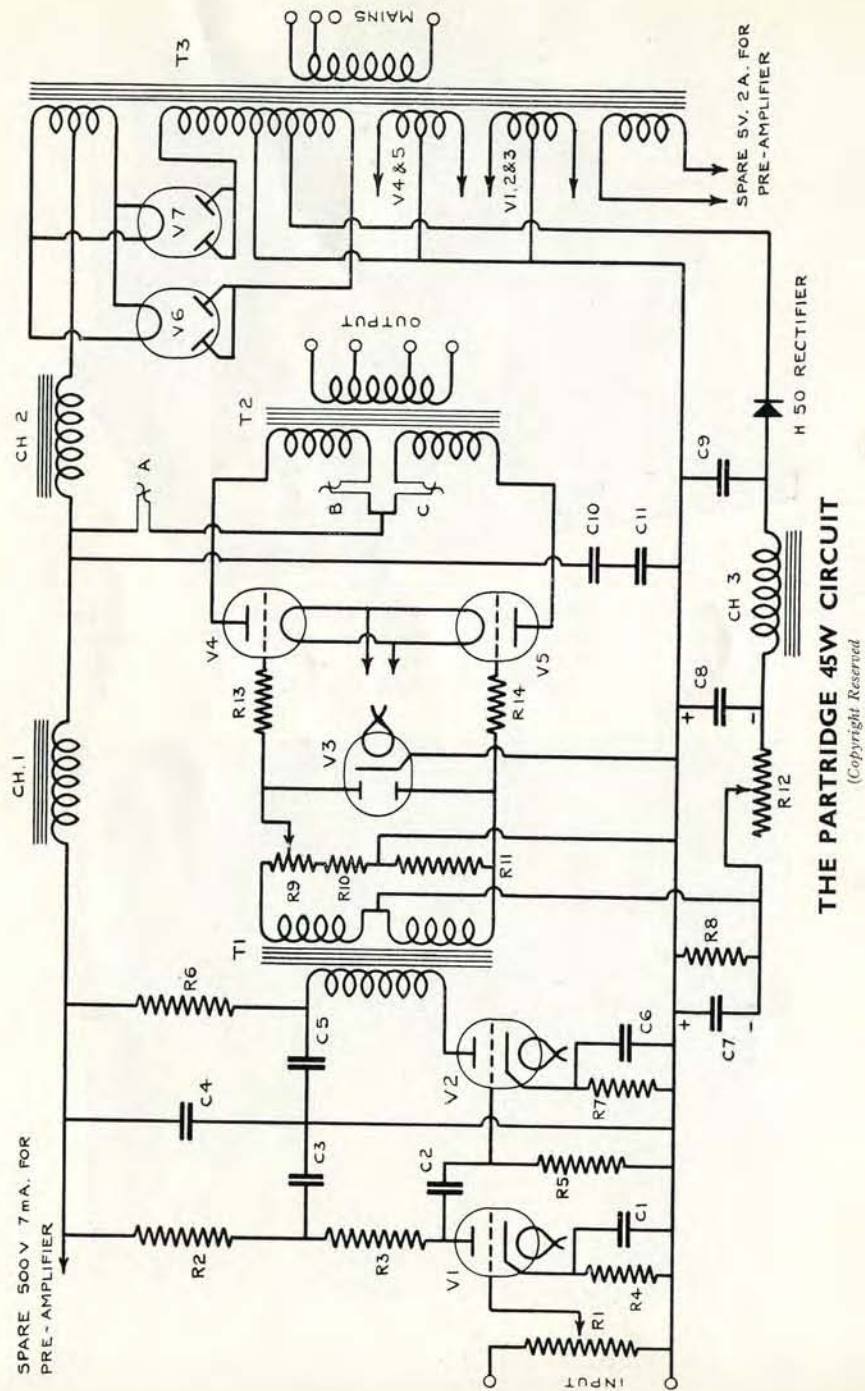 SPARE 500V 7mA. FOR
PRE-AMPLIFIER
CH.1
CH 2
T3
MAINS
R2
C4
R6
A
V6
V7
C3
C5
T1
T2
OUTPUT
B
C
V4 & 5
V1, 2 & 3
R3
C2
R9
R10
R11
R13
V4
V3
R14
V5
C10
C11
SPARE 5V. 2A. FOR
PRE-AMPLIFIER
V1
V2
INPUT
R1
R4
C1
R5
R7
C6
+
C7
-
R8
R12
+
C8
-
CH 3
C9
H 50 RECTIFIER
THE PARTRIDGE 45W CIRCUIT
(Copyright Reserved